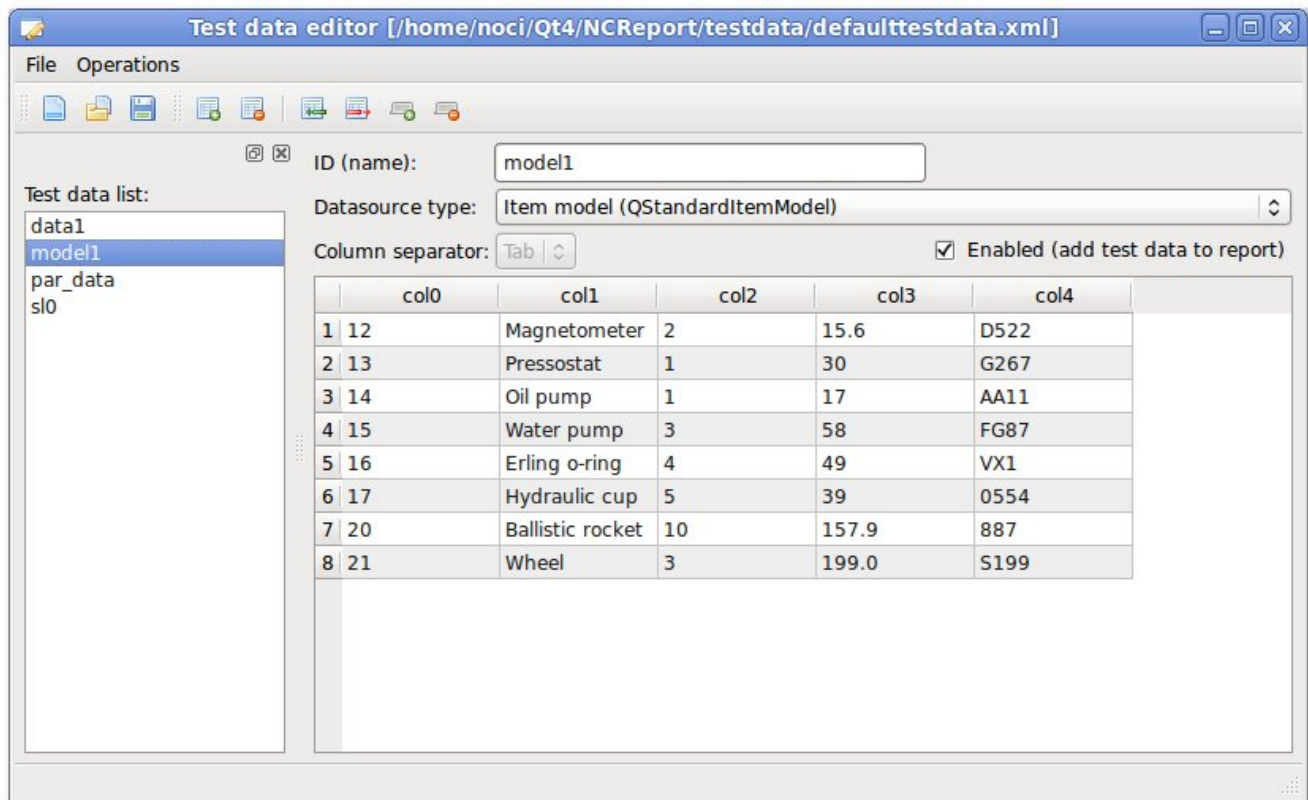 Test data editor [/home/noci/Qt4/NCReport/testdata/defaulttestdata.xml]
File Operations
ID (name): model1
Test data list:
data1
model1
par_data
sl0
Datasource type: Item model (QStandardItemModel)
Column separator: Tab Enabled (add test data to report)
col0 col1 col2 col3 col4
1 12 Magnetometer 2 15.6 D522
2 13 Pressostat 1 30 G267
3 14 Oil pump 1 17 AA11
4 15 Water pump 3 58 FG87
5 16 Erling o-ring 4 49 VX1
6 17 Hydraulic cup 5 39 0554
7 20 Ballistic rocket 10 157.9 887
8 21 Wheel 3 199.0 S199